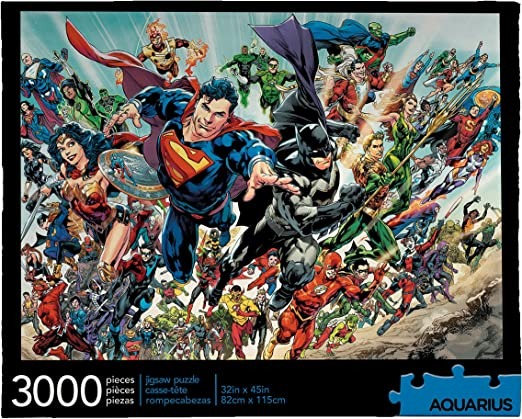 3000
pieces
pièces
piezas
jigsaw puzzle
casse-tête
rompecabezas
32in x 45in
82cm x 115cm
AQUARIUS